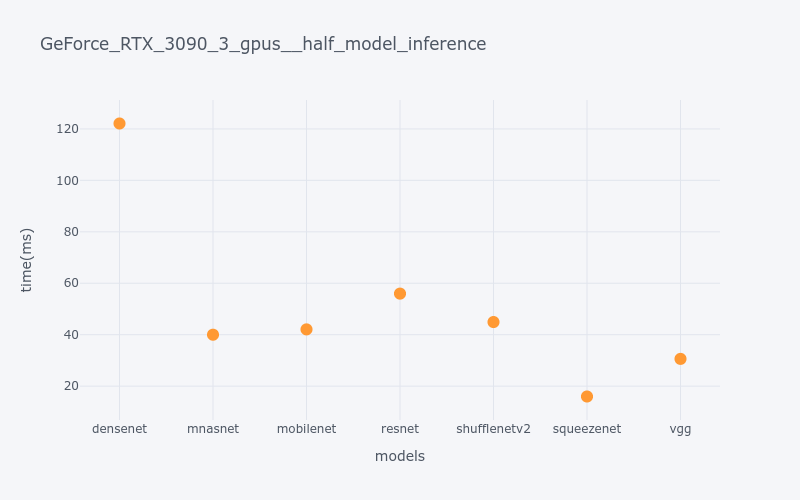 GeForce_RTX_3090_3_gpus__half_model_inference
time(ms)
120
100
80
60
40
20
densenet mnasnet mobilenet resnet shufflenetv2 squeezenet vgg
models